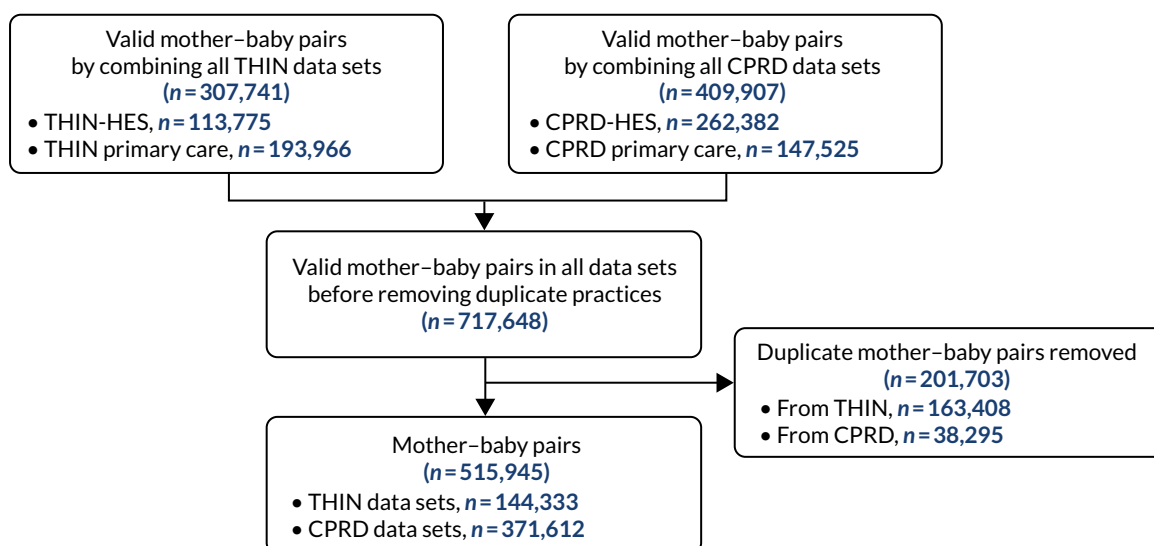 Valid mother–baby pairs
by combining all THIN data sets
(n = 307,741)
• THIN-HES, n = 113,775
• THIN primary care, n = 193,966
Valid mother–baby pairs
by combining all CPRD data sets
(n = 409,907)
• CPRD-HES, n = 262,382
• CPRD primary care, n = 147,525
Valid mother–baby pairs in all data sets
before removing duplicate practices
(n = 717,648)
Duplicate mother–baby pairs removed
(n = 201,703)
• From THIN, n = 163,408
• From CPRD, n = 38,295
Mother–baby pairs
(n = 515,945)
• THIN data sets, n = 144,333
• CPRD data sets, n = 371,612